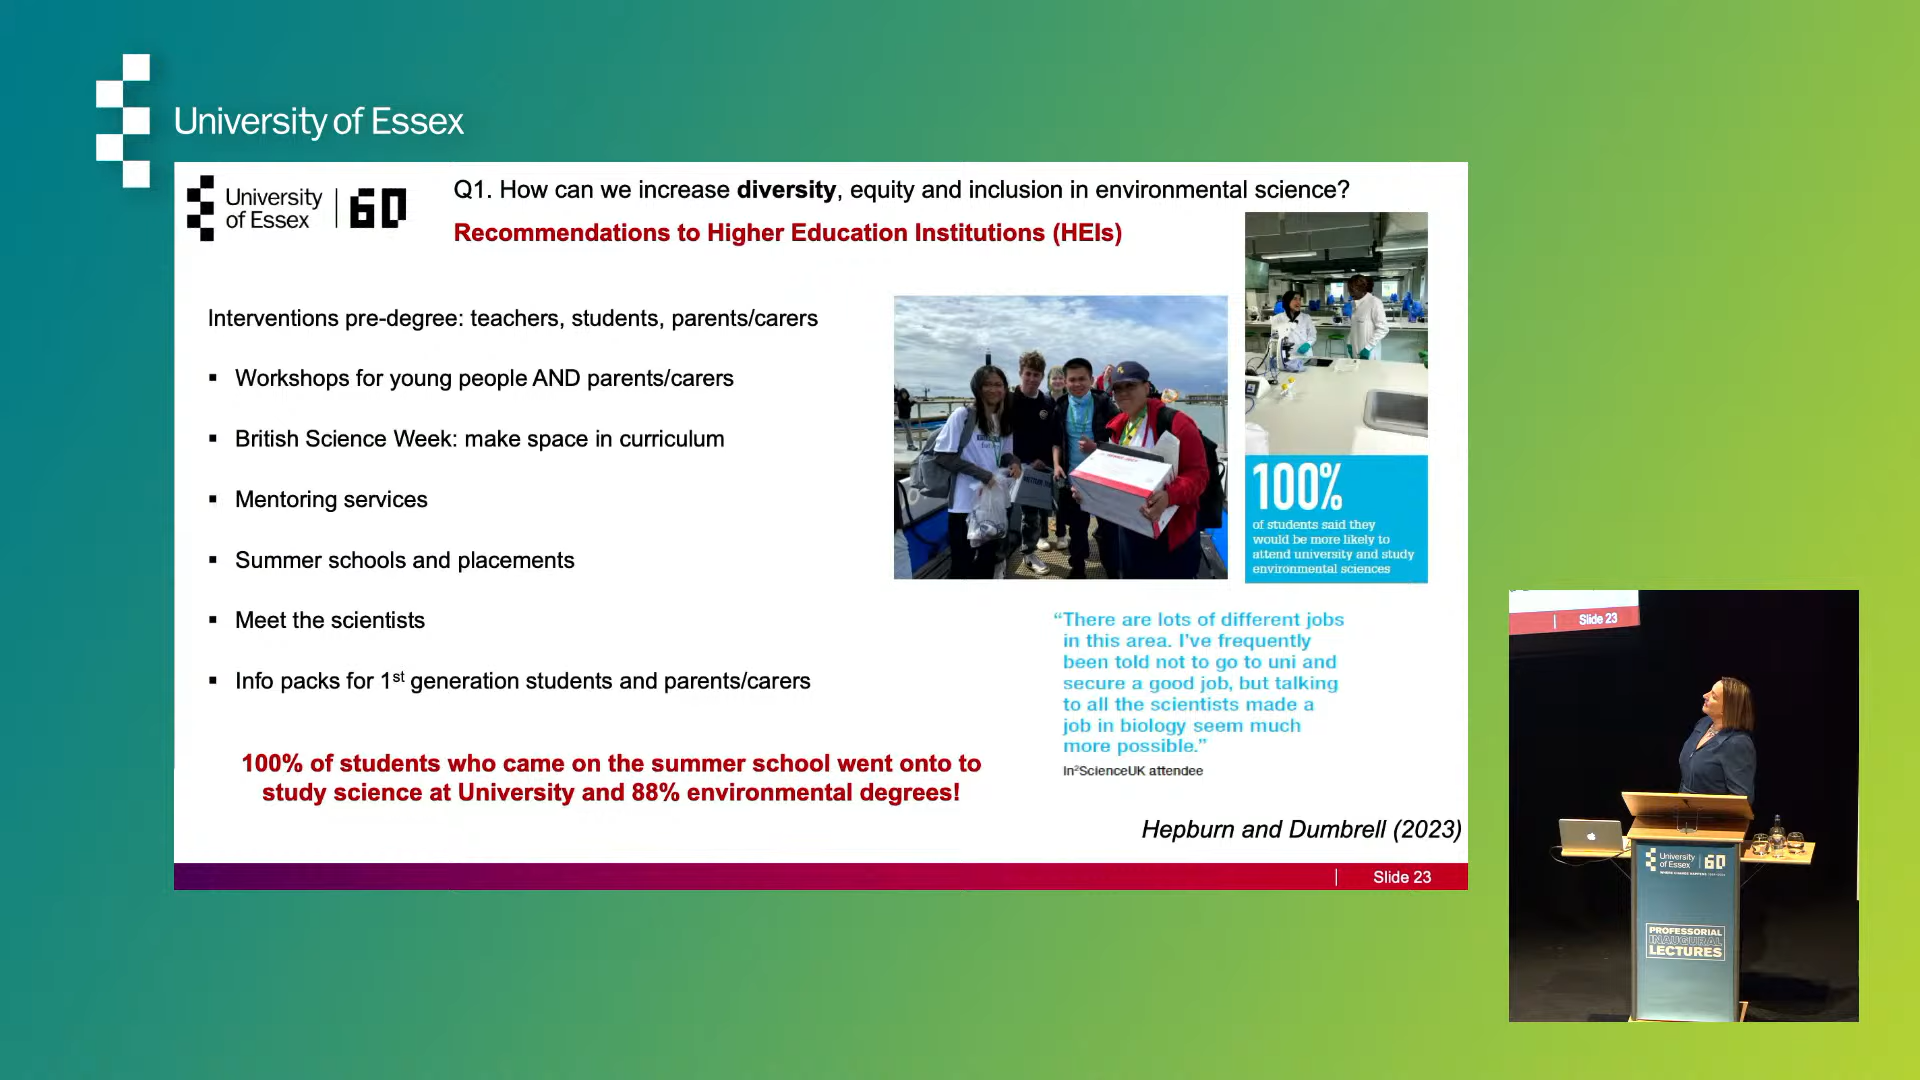 University of Essex
University
of Essex
60
Q1. How can we increase diversity, equity and inclusion in environmental science?
Recommendations to Higher Education Institutions (HEIs)
Interventions pre-degree: teachers, students, parents/carers
▪ Workshops for young people AND parents/carers
▪ British Science Week: make space in curriculum
▪ Mentoring services
▪ Summer schools and placements
▪ Meet the scientists
▪ Info packs for 1st generation students and parents/carers
100% of students who came on the summer school went onto to
study science at University and 88% environmental degrees!
100%
of students said they
would be more likely to
attend university and study
environmental sciences
“There are lots of different jobs
in this area. I’ve frequently
been told not to go to uni and
secure a good job, but talking
to all the scientists made a
job in biology seem much
more possible.”
In²ScienceUK attendee
Hepburn and Dumbrell (2023)
Slide 23
Slide 23
University
of Essex
60
PROFESSORIAL
INAUGURAL
LECTURES